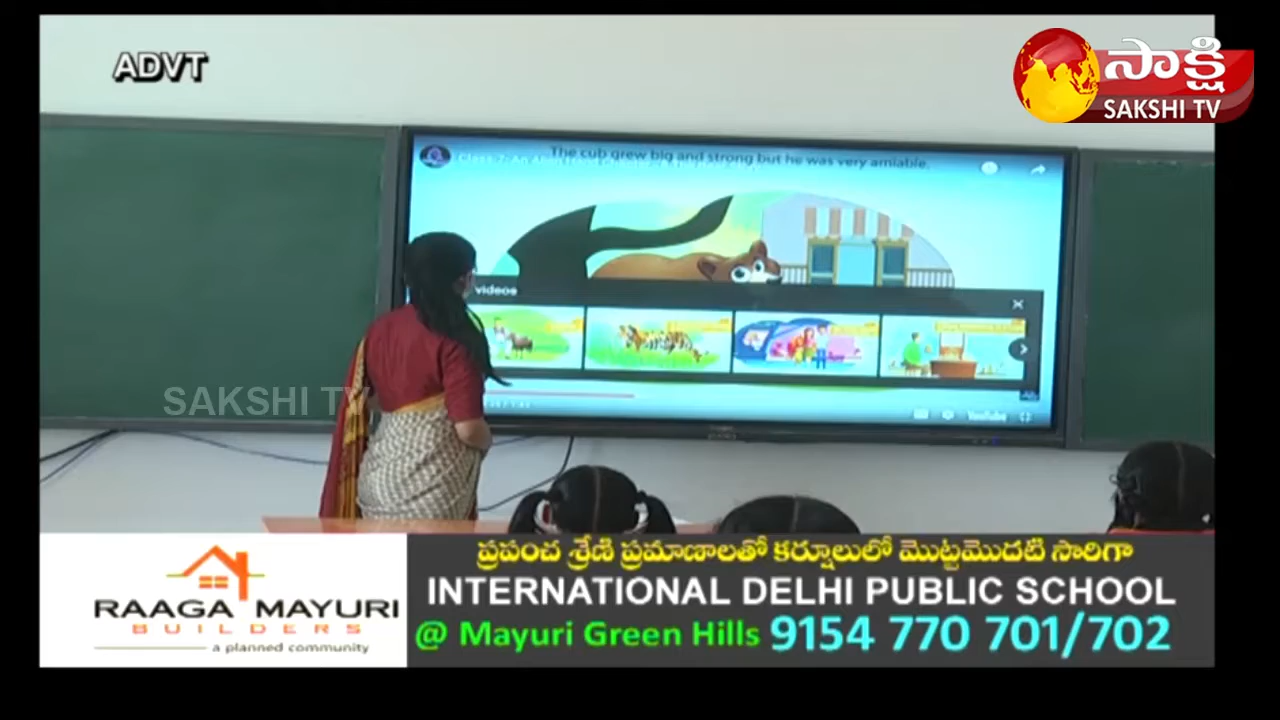 ADVT
సాక్షి
SAKSHI TV
The cub grew big and strong but he was very amiable.
videos
YouTube
SAKSHI TV
ప్రపంచ శ్రేణి ప్రమాణాలతో కర్నూలులో మొట్టమొదటి సారిగా
RAAGA MAYURI
BUILDERS
a planned community
INTERNATIONAL DELHI PUBLIC SCHOOL
@ Mayuri Green Hills 9154 770 701/702